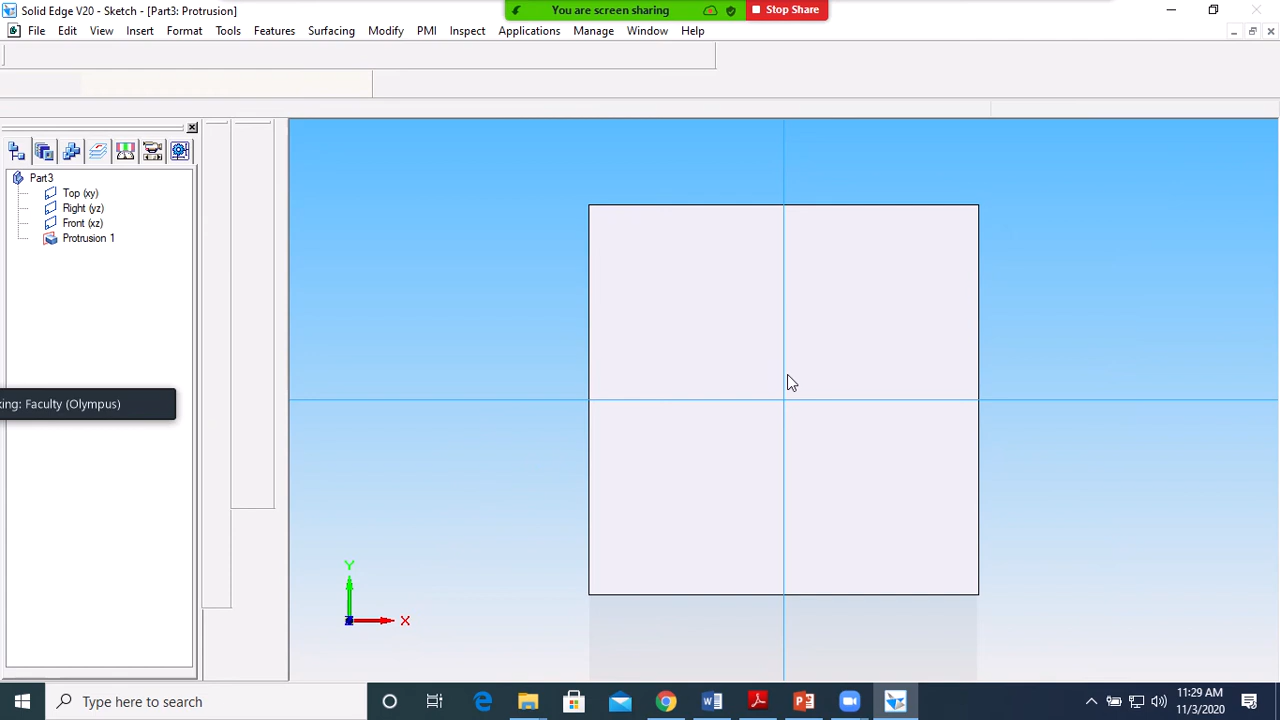 Solid Edge V20 - Sketch - [Part3: Protrusion]
You are screen sharing
Stop Share
File Edit View Insert Format Tools Features Surfacing Modify PMI Inspect Applications Manage Window Help
Part3
Top (xy)
Right (yz)
Front (xz)
Protrusion 1
king: Faculty (Olympus)
Y
X
Type here to search
11:29 AM
11/3/2020